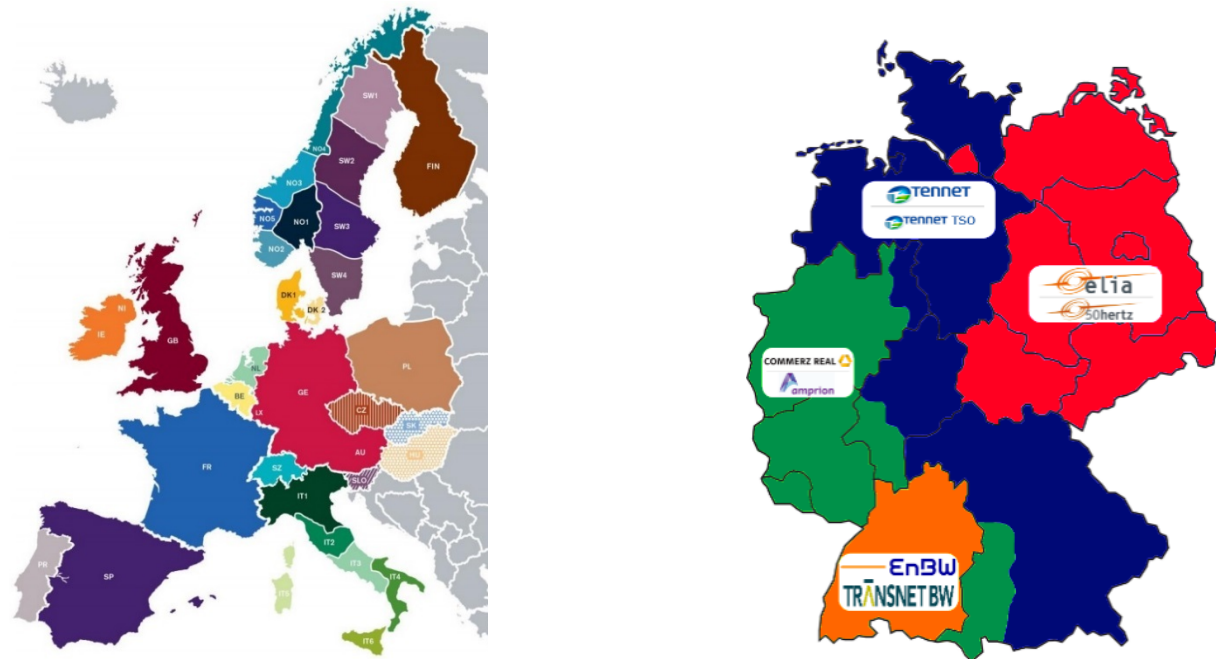 SW1
NO4
SW2
FIN
NO3
NO5
NO1
SW3
NO2
SW4
DK1
DK 2
NI
IE
GB
NL
BE
GE
PL
LX
CZ
SK
AU
FR
SZ
SLO
IT1
IT2
PR
SP
IT3
IT4
IT5
IT6
TENNET
TENNET TSO
elia
50hertz
COMMERZ REAL
amprion
EnBW
TRANSNET BW